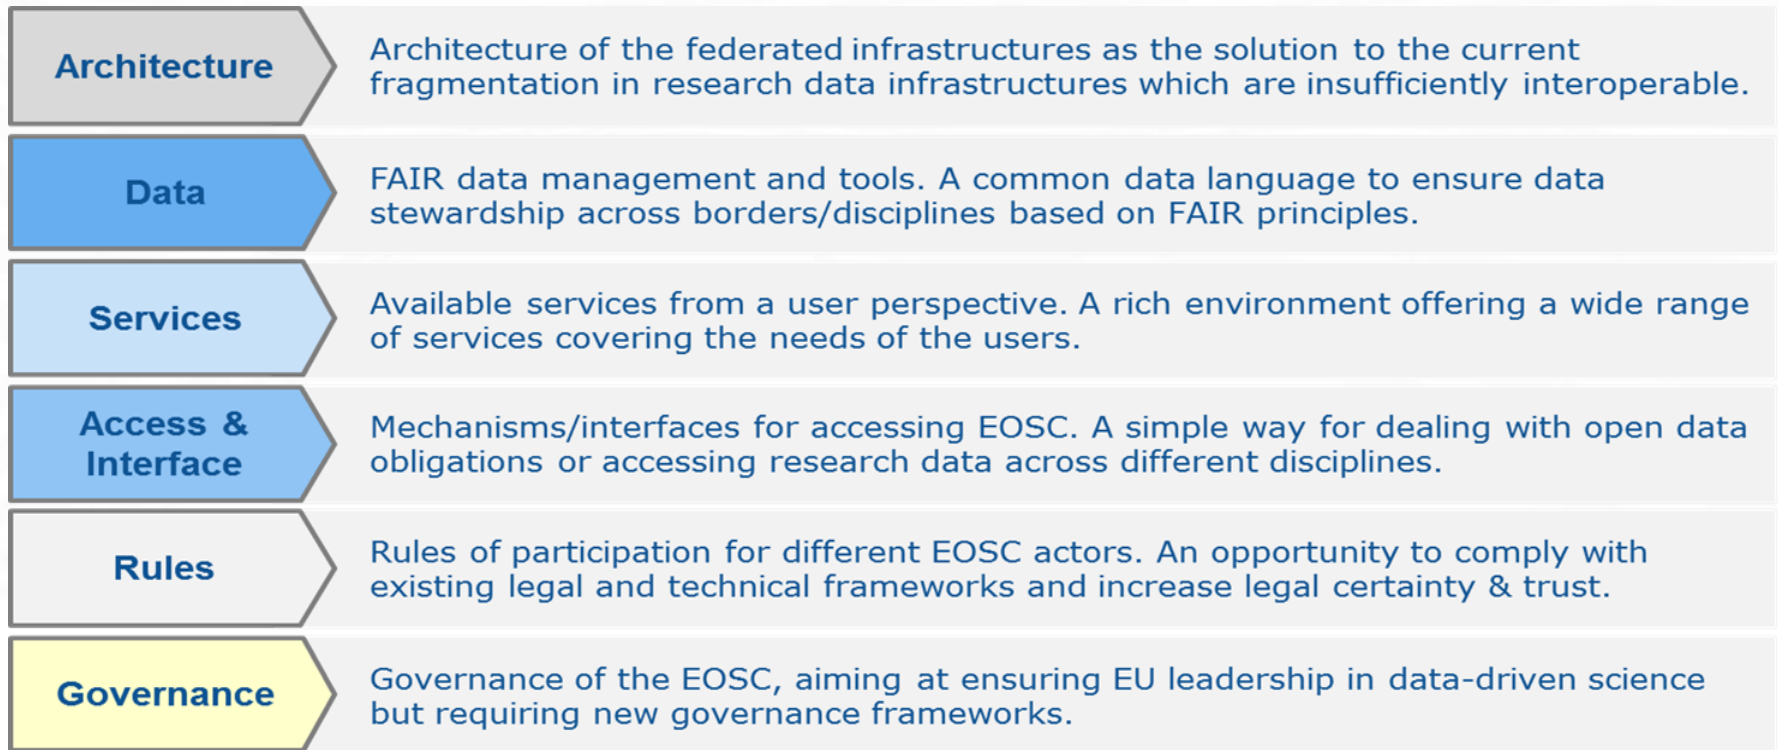 Architecture
Architecture of the federated infrastructures as the solution to the current
fragmentation in research data infrastructures which are insufficiently interoperable.
Data
FAIR data management and tools. A common data language to ensure data
stewardship across borders/disciplines based on FAIR principles.
Services
Available services from a user perspective. A rich environment offering a wide range
of services covering the needs of the users.
Access &
Interface
Mechanisms/interfaces for accessing EOSC. A simple way for dealing with open data
obligations or accessing research data across different disciplines.
Rules
Rules of participation for different EOSC actors. An opportunity to comply with
existing legal and technical frameworks and increase legal certainty & trust.
Governance
Governance of the EOSC, aiming at ensuring EU leadership in data-driven science
but requiring new governance frameworks.